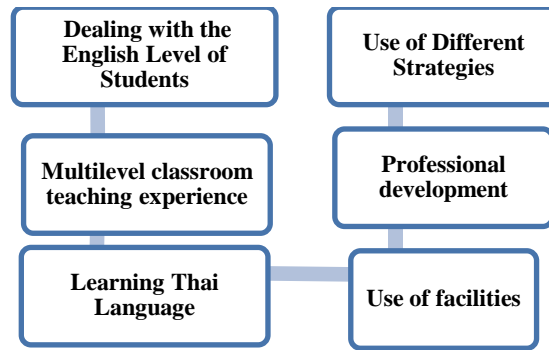 Dealing with the
English Level of
Students
Multilevel classroom
teaching experience
Learning Thai
Language
Use of facilities
Professional
development
Use of Different
Strategies